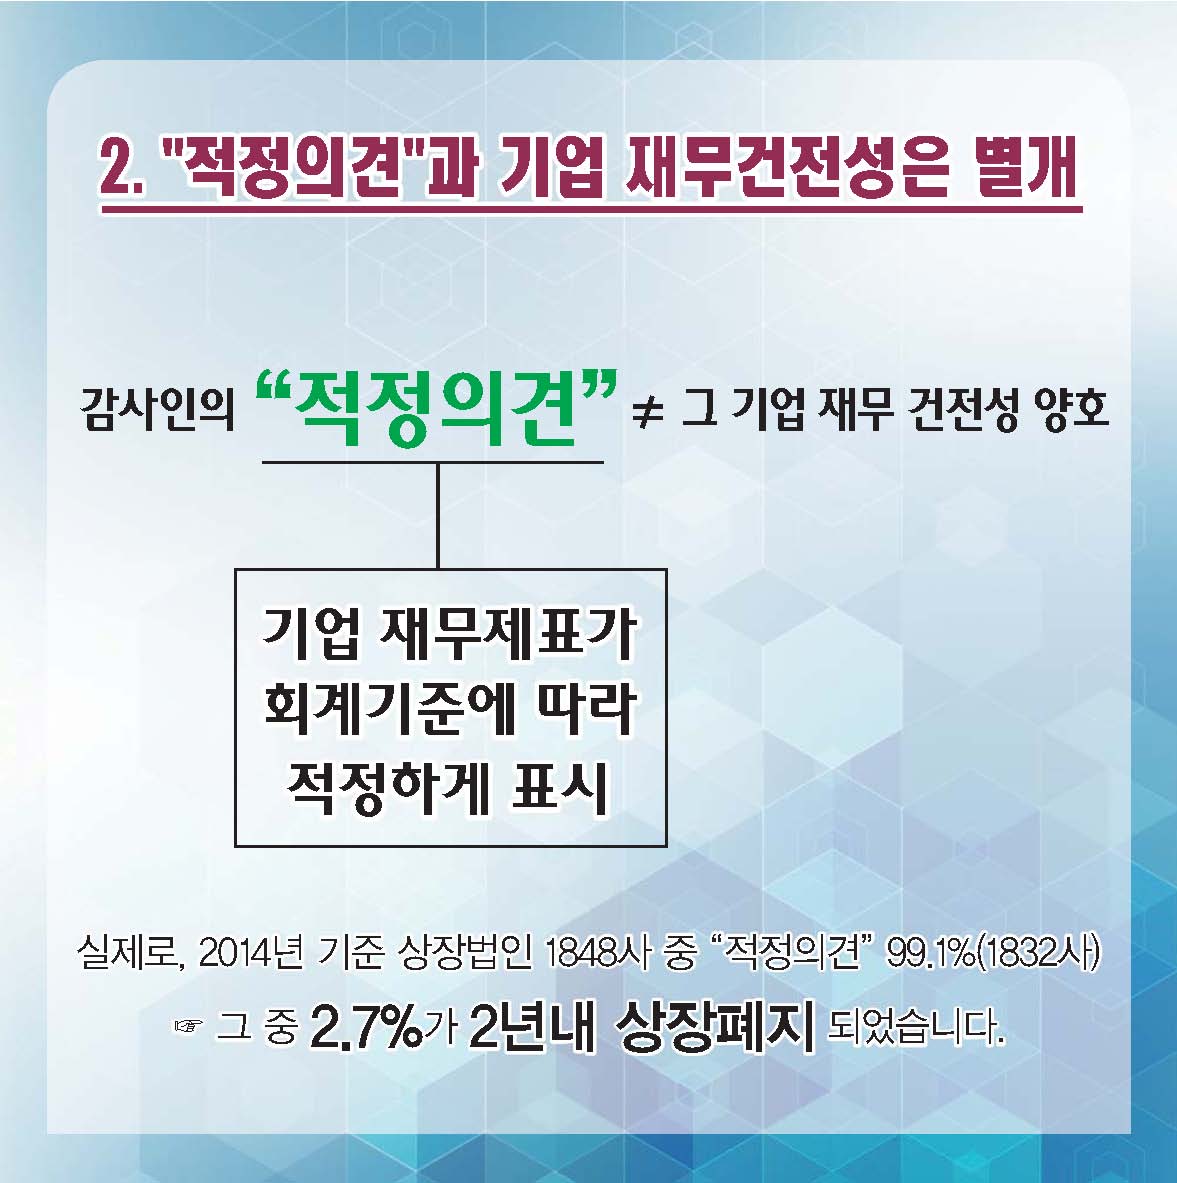 2. "적정의견"과 기업 재무건전성은 별개
감사인의 “적정의견” ≠ 그 기업 재무 건전성 양호
기업 재무제표가
회계기준에 따라
적정하게 표시
실제로, 2014년 기준 상장법인 1848사 중 “적정의견” 99.1%(1832사)
☞ 그 중 2.7%가 2년내 상장폐지 되었습니다.